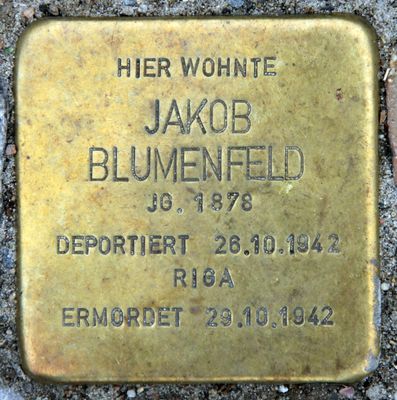 HIER WOHNTE
JAKOB
BLUMENFELD
JG. 1878
DEPORTIERT 26.10.1942
RIGA
ERMORDET 29.10.1942